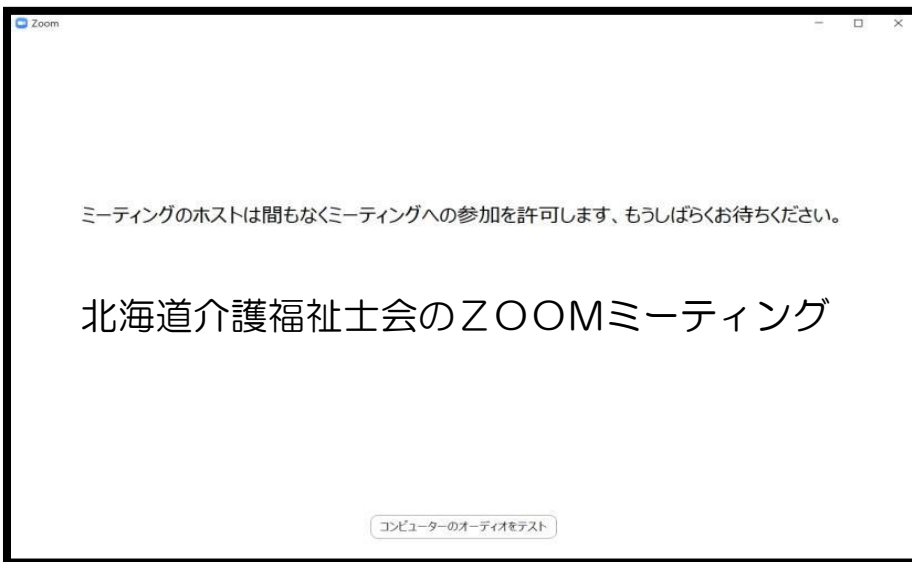 Zoom
ミーティングのホストは間もなくミーティングへの参加を許可します、もうしばらくお待ちください。
北海道介護福祉士会のＺＯＯＭミーティング
コンピューターのオーディオをテスト